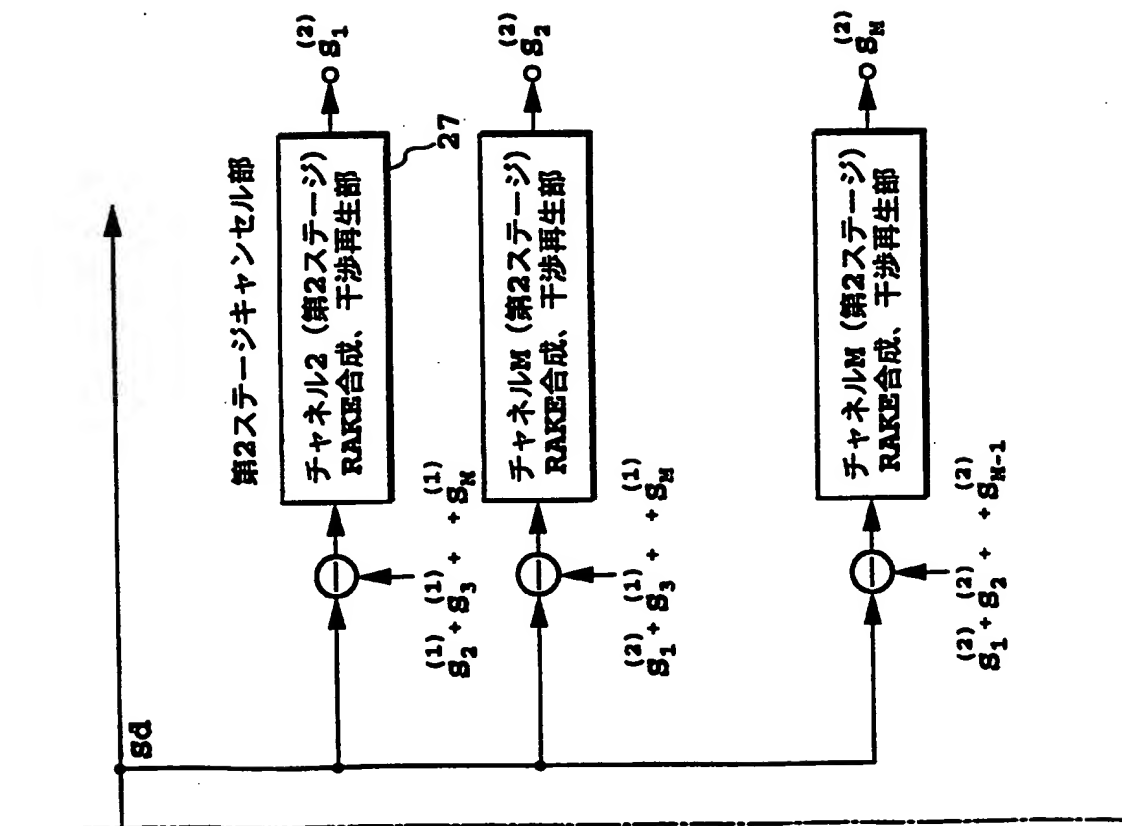 第2ステージキャンセル部
Sd
チャネル2 (第2ステージ)
RAKE合成、干渉再生部
27
S₁⁽²⁾
S₂⁽¹⁾+S₃⁽¹⁾+ +S_M⁽¹⁾
チャネルM (第2ステージ)
RAKE合成、干渉再生部
S₂⁽²⁾
S₁⁽²⁾+S₃⁽¹⁾+ +S_M⁽¹⁾
チャネルM (第2ステージ)
RAKE合成、干渉再生部
S_M⁽²⁾
S₁⁽²⁾+S₂⁽²⁾+ +S_M-1⁽²⁾